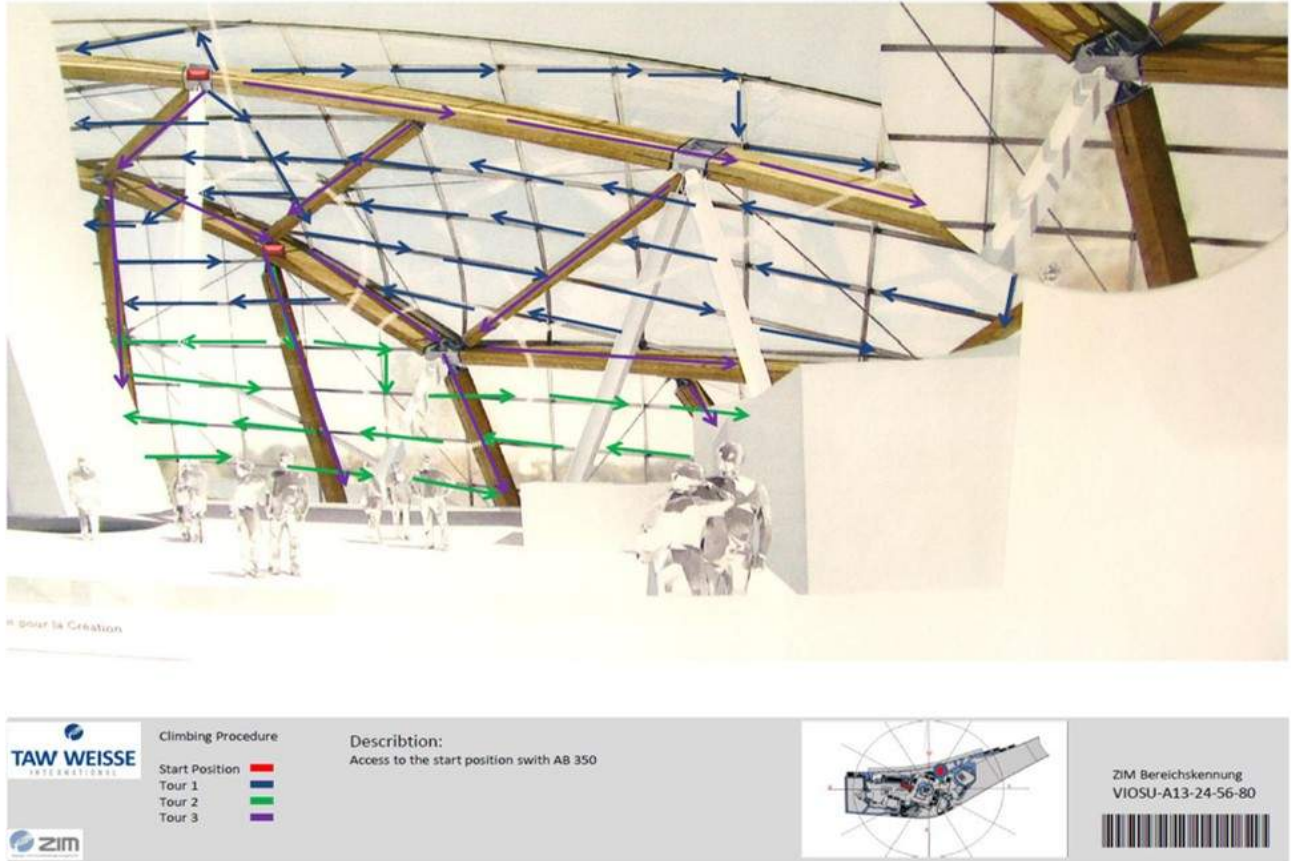 pour la Création
TAW WEISSE
INTERNATIONAL
ZIM
Climbing Procedure
Start Position
Tour 1
Tour 2
Tour 3
Describtion:
Access to the start position swith AB 350
ZIM Bereichskennung
VIOSU-A13-24-56-80